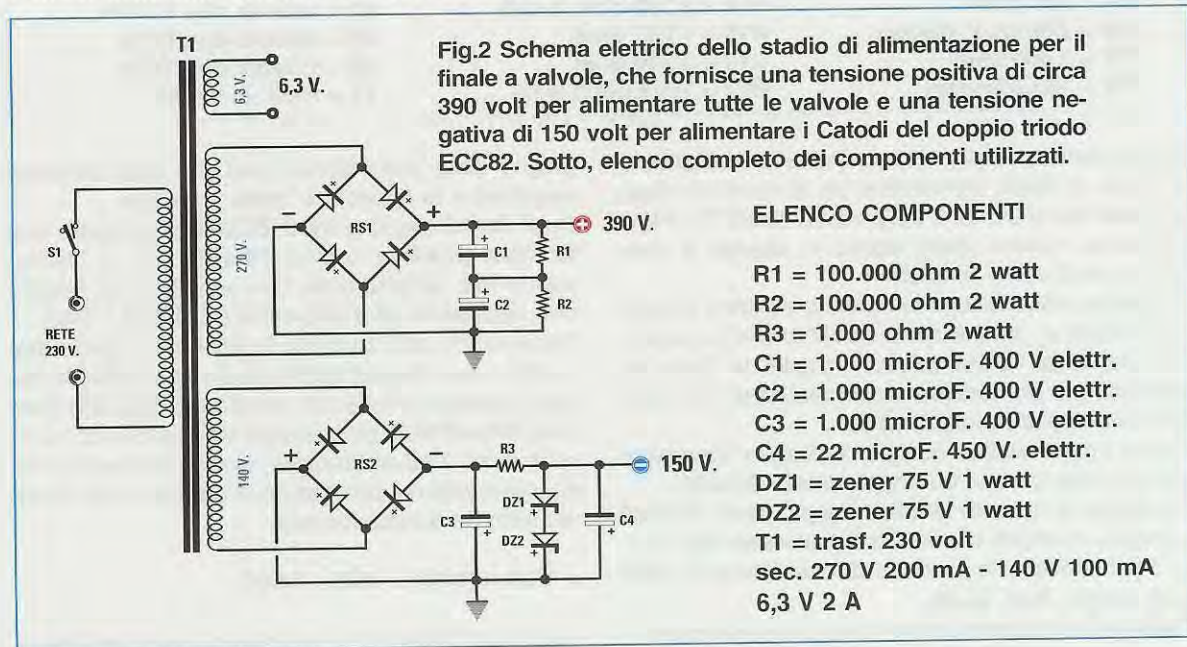 T1
6,3 V.
6,3 V.
Fig.2 Schema elettrico dello stadio di alimentazione per il
finale a valvole, che fornisce una tensione positiva di circa
390 volt per alimentare tutte le valvole e una tensione ne-
gativa di 150 volt per alimentare i Catodi del doppio triodo
ECC82. Sotto, elenco completo dei componenti utilizzati.
S1
RETE
230 V.
270 V.
-
RS1
+
+
C1
R1
+
C2
R2
+ 390 V.
140 V.
+
RS2
-
R3
C3
+
DZ1
+
DZ2
+
C4
+
- 150 V.
ELENCO COMPONENTI
R1 = 100.000 ohm 2 watt
R2 = 100.000 ohm 2 watt
R3 = 1.000 ohm 2 watt
C1 = 1.000 microF. 400 V elettr.
C2 = 1.000 microF. 400 V elettr.
C3 = 1.000 microF. 400 V elettr.
C4 = 22 microF. 450 V. elettr.
DZ1 = zener 75 V 1 watt
DZ2 = zener 75 V 1 watt
T1 = trasf. 230 volt
sec. 270 V 200 mA - 140 V 100 mA
6,3 V 2 A